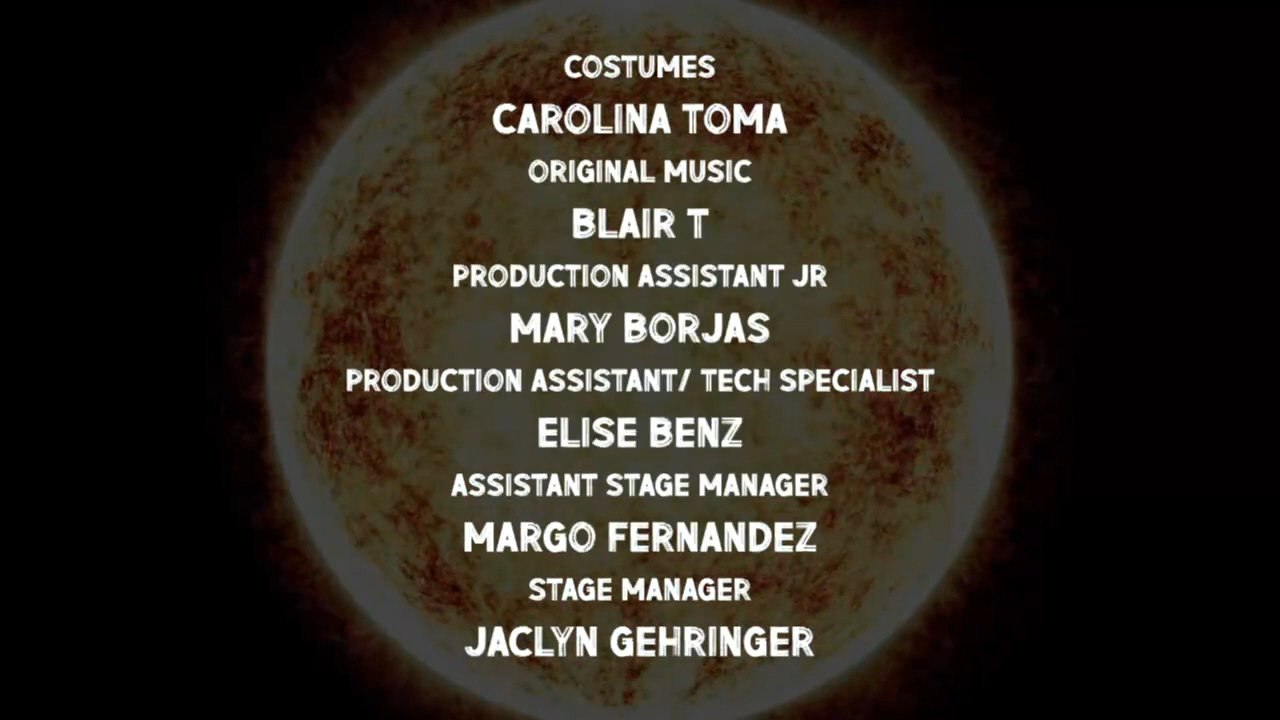 COSTUMES
CAROLINA TOMA
ORIGINAL MUSIC
BLAIR T
PRODUCTION ASSISTANT JR
MARY BORJAS
PRODUCTION ASSISTANT/ TECH SPECIALIST
ELISE BENZ
ASSISTANT STAGE MANAGER
MARGO FERNANDEZ
STAGE MANAGER
JACLYN GEHRINGER